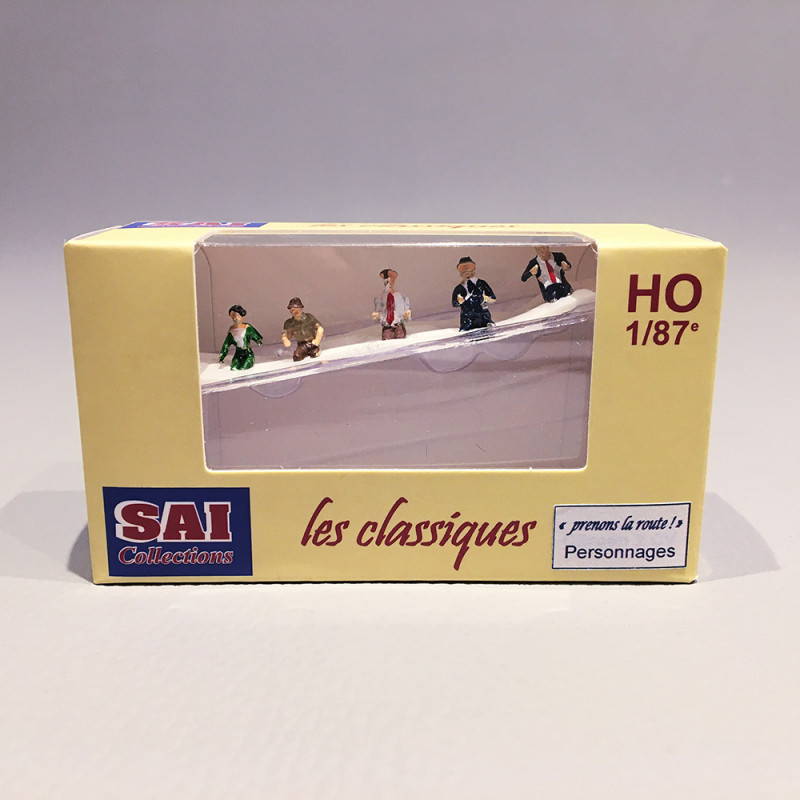 HO
1/87e
SAI
Collections
les classiques
« prenons la route ! »
Personnages